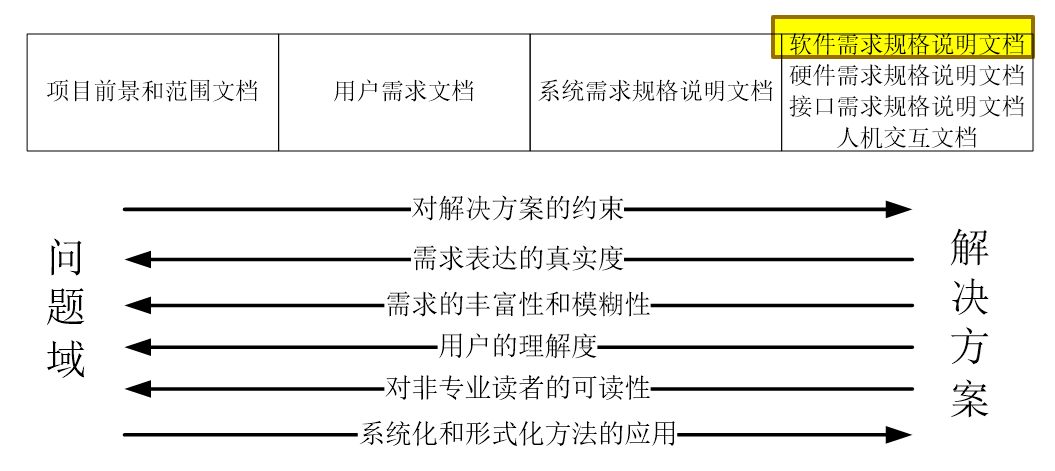 项目前景和范围文档
用户需求文档
系统需求规格说明文档
软件需求规格说明文档
硬件需求规格说明文档
接口需求规格说明文档
人机交互文档
问题域
对解决方案的约束
需求表达的真实度
需求的丰富性和模糊性
用户的理解度
对非专业读者的可读性
系统化和形式化方法的应用
解决方案